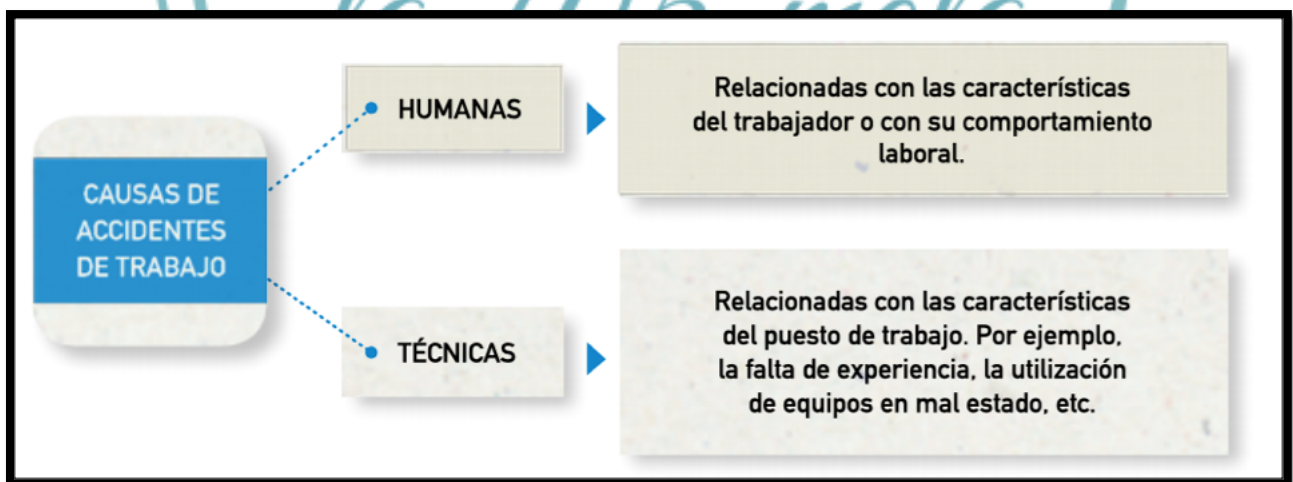 CAUSAS DE
ACCIDENTES
DE TRABAJO
HUMANAS
Relacionadas con las características
del trabajador o con su comportamiento
laboral.
TÉCNICAS
Relacionadas con las características
del puesto de trabajo. Por ejemplo,
la falta de experiencia, la utilización
de equipos en mal estado, etc.